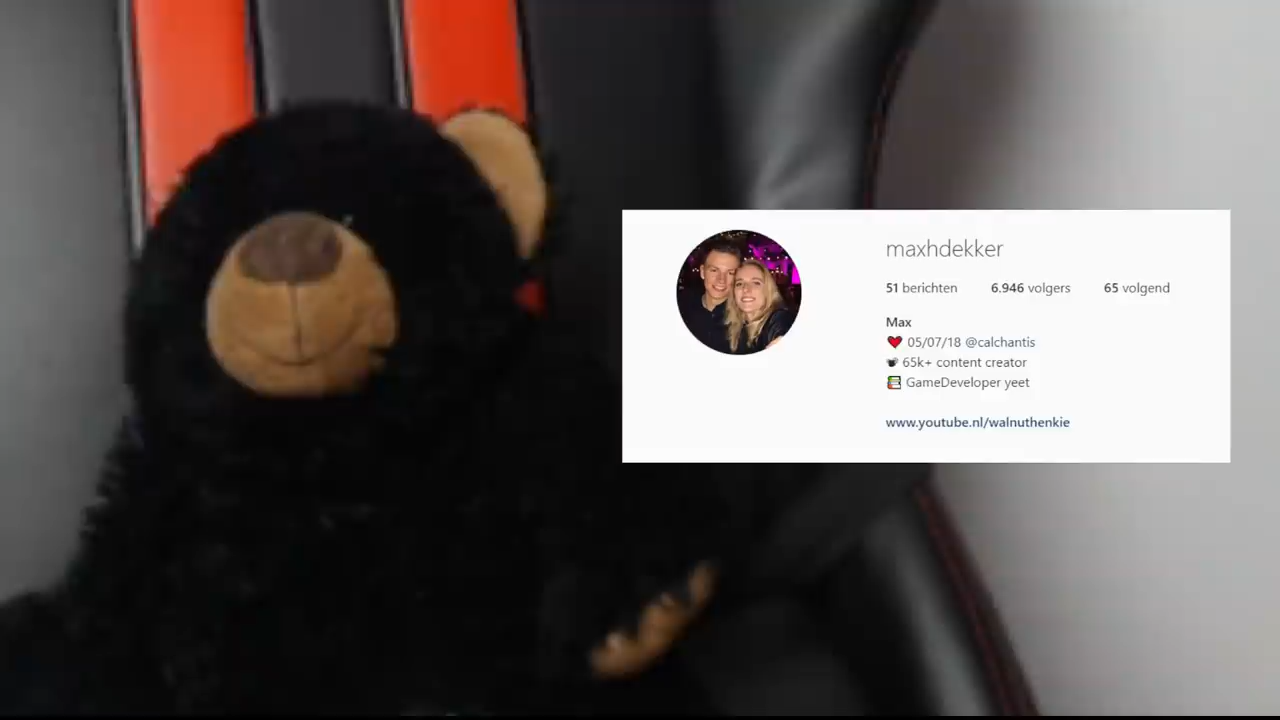 maxhdekker
51 berichten 6.946 volgers 65 volgend
Max
❤️ 05/07/18 @calchantis
65k+ content creator
📚 GameDeveloper yeet
www.youtube.nl/walnuthenkie